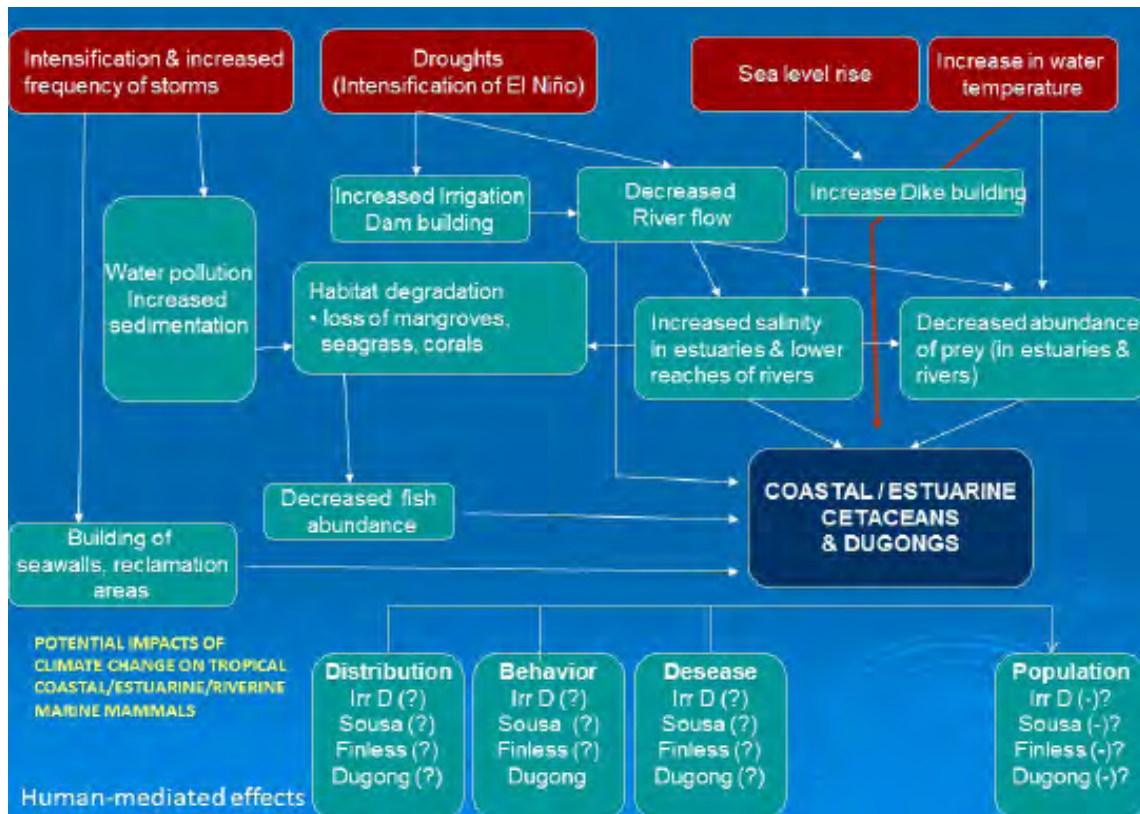 Intensification & increased
frequency of storms
Droughts
(Intensification of El Niño)
Sea level rise
Increase in water
temperature
Increased Irrigation
Dam building
Decreased
River flow
Increase Dike building
Water pollution
Increased
sedimentation
Habitat degradation
• loss of mangroves,
seagrass, corals
Increased salinity
in estuaries & lower
reaches of rivers
Decreased abundance
of prey (in estuaries &
rivers)
Decreased fish
abundance
COASTAL / ESTUARINE
CETACEANS
& DUGONGS
Building of
seawalls, reclamation
areas
POTENTIAL IMPACTS OF
CLIMATE CHANGE ON TROPICAL
COASTAL/ESTUARINE/RIVERINE
MARINE MAMMALS
Distribution
Irr D (?)
Sousa (?)
Finless (?)
Dugong (?)
Behavior
Irr D (?)
Sousa (?)
Finless (?)
Dugong
Desease
Irr D (?)
Sousa (?)
Finless (?)
Dugong (?)
Population
Irr D (-)?
Sousa (-)?
Finless (-)?
Dugong (-)?
Human-mediated effects